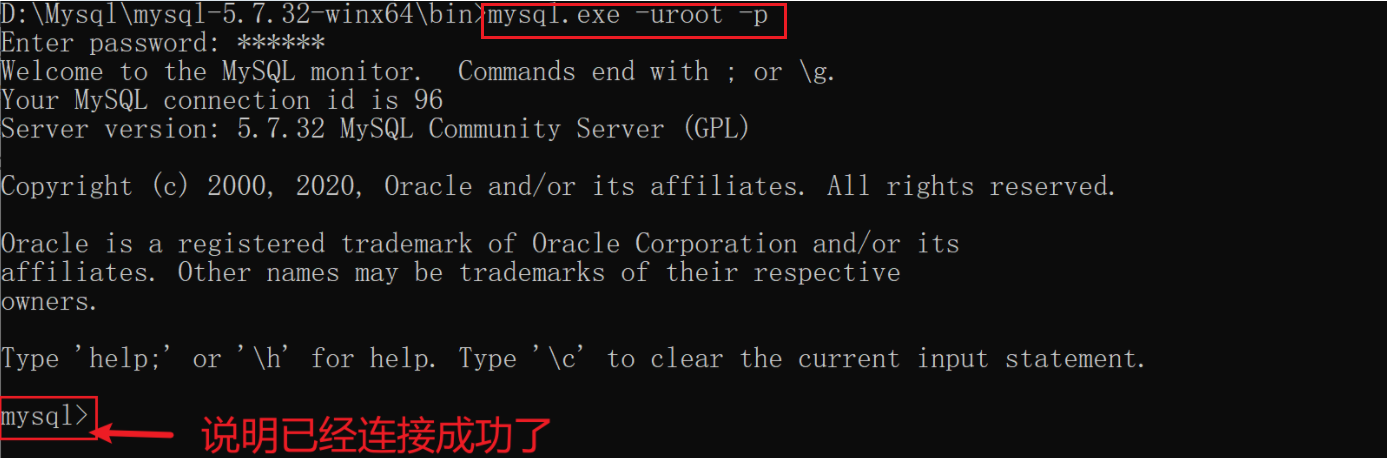 D:\Mysql\mysql-5.7.32-winx64\bin>mysql.exe -uroot -p
Enter password: ******
Welcome to the MySQL monitor.  Commands end with ; or \g.
Your MySQL connection id is 96
Server version: 5.7.32 MySQL Community Server (GPL)
Copyright (c) 2000, 2020, Oracle and/or its affiliates. All rights reserved.
Oracle is a registered trademark of Oracle Corporation and/or its
affiliates. Other names may be trademarks of their respective
owners.
Type 'help;' or '\h' for help. Type '\c' to clear the current input statement.
mysql>
说明已经连接成功了